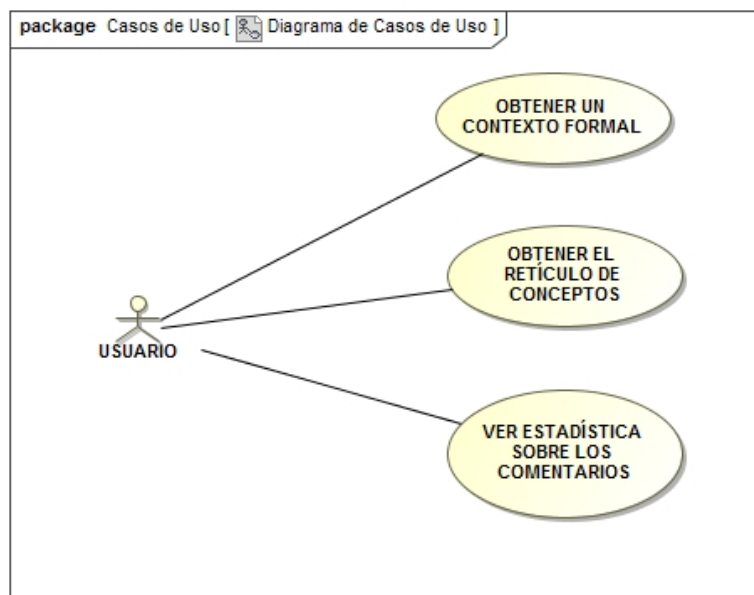 package Casos de Uso [ Diagrama de Casos de Uso ]
OBTENER UN
CONTEXTO FORMAL
OBTENER EL
RETÍCULO DE
CONCEPTOS
USUARIO
VER ESTADÍSTICA
SOBRE LOS
COMENTARIOS